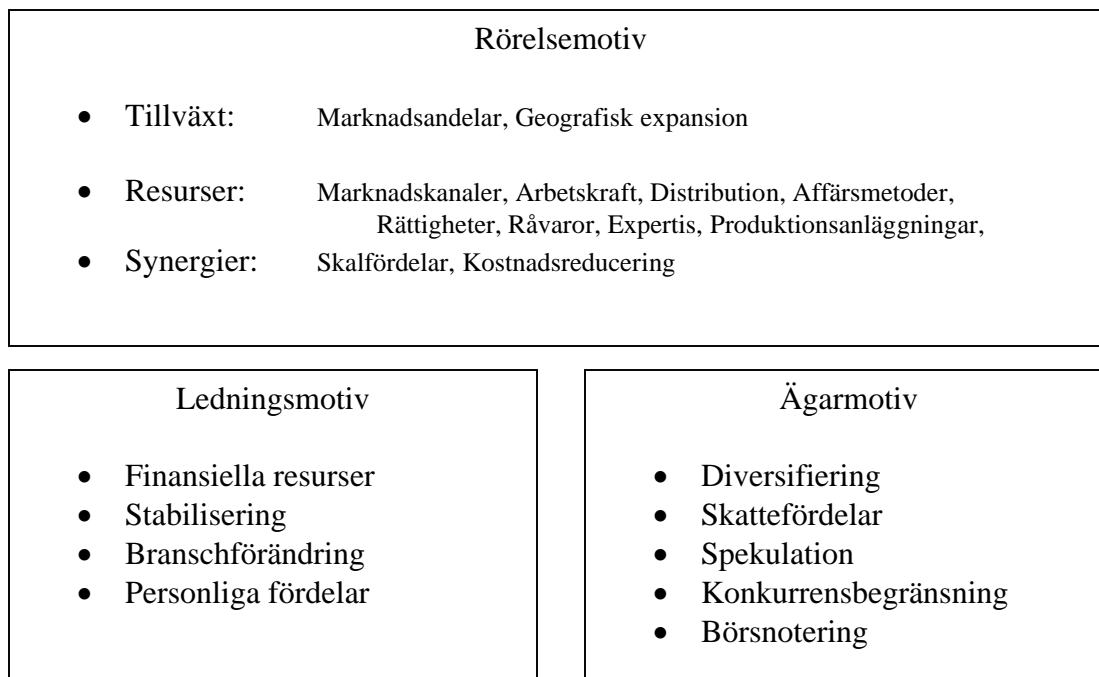 Rörelsemotiv
• Tillväxt: Marknadsandelar, Geografisk expansion
• Resurser: Marknadskanaler, Arbetskraft, Distribution, Affärsmetoder,
Rättigheter, Råvaror, Expertis, Produktionsanläggningar,
• Synergier: Skalfördelar, Kostnadsreducering
Ledningsmotiv
• Finansiella resurser
• Stabilisering
• Branschförändring
• Personliga fördelar
Ägarmotiv
• Diversifiering
• Skattefördelar
• Spekulation
• Konkurrensbegränsning
• Börsnotering